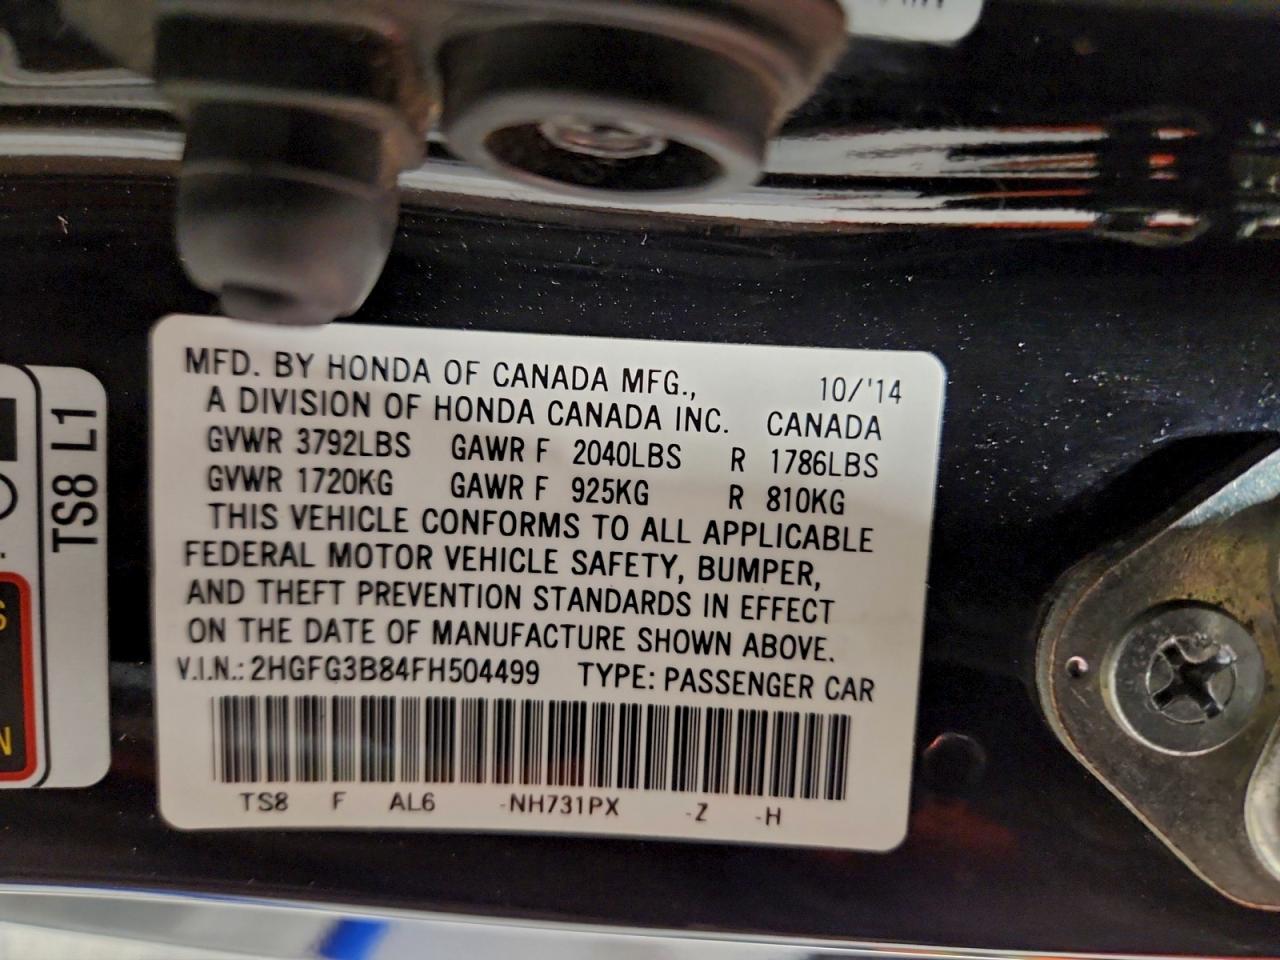 MFD. BY HONDA OF CANADA MFG., 10/'14
A DIVISION OF HONDA CANADA INC. CANADA
GVWR 3792LBS GAWR F 2040LBS R 1786LBS
GVWR 1720KG GAWR F 925KG R 810KG
THIS VEHICLE CONFORMS TO ALL APPLICABLE
FEDERAL MOTOR VEHICLE SAFETY, BUMPER,
AND THEFT PREVENTION STANDARDS IN EFFECT
ON THE DATE OF MANUFACTURE SHOWN ABOVE.
V.I.N.: 2HGFG3B84FH504499 TYPE: PASSENGER CAR
TS8 F AL6 -NH731PX -Z -H
TS8 L1